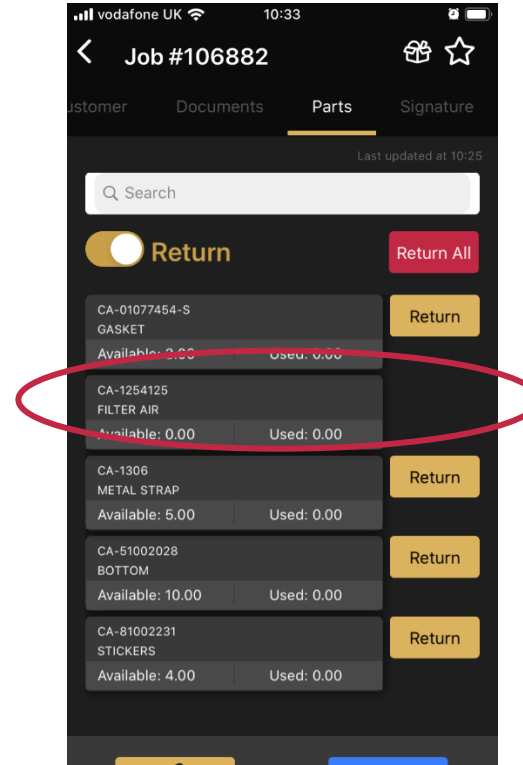 vodafone UK 10:33
Job #106882
ustomer Documents Parts Signature
Last updated at 10:25
Search
Return Return All
CA-01077454-S
GASKET
Return
Available: 3.00 Used: 0.00
CA-1254125
FILTER AIR
Available: 0.00 Used: 0.00
CA-1306
METAL STRAP
Return
Available: 5.00 Used: 0.00
CA-51002028
BOTTOM
Return
Available: 10.00 Used: 0.00
CA-81002231
STICKERS
Return
Available: 4.00 Used: 0.00